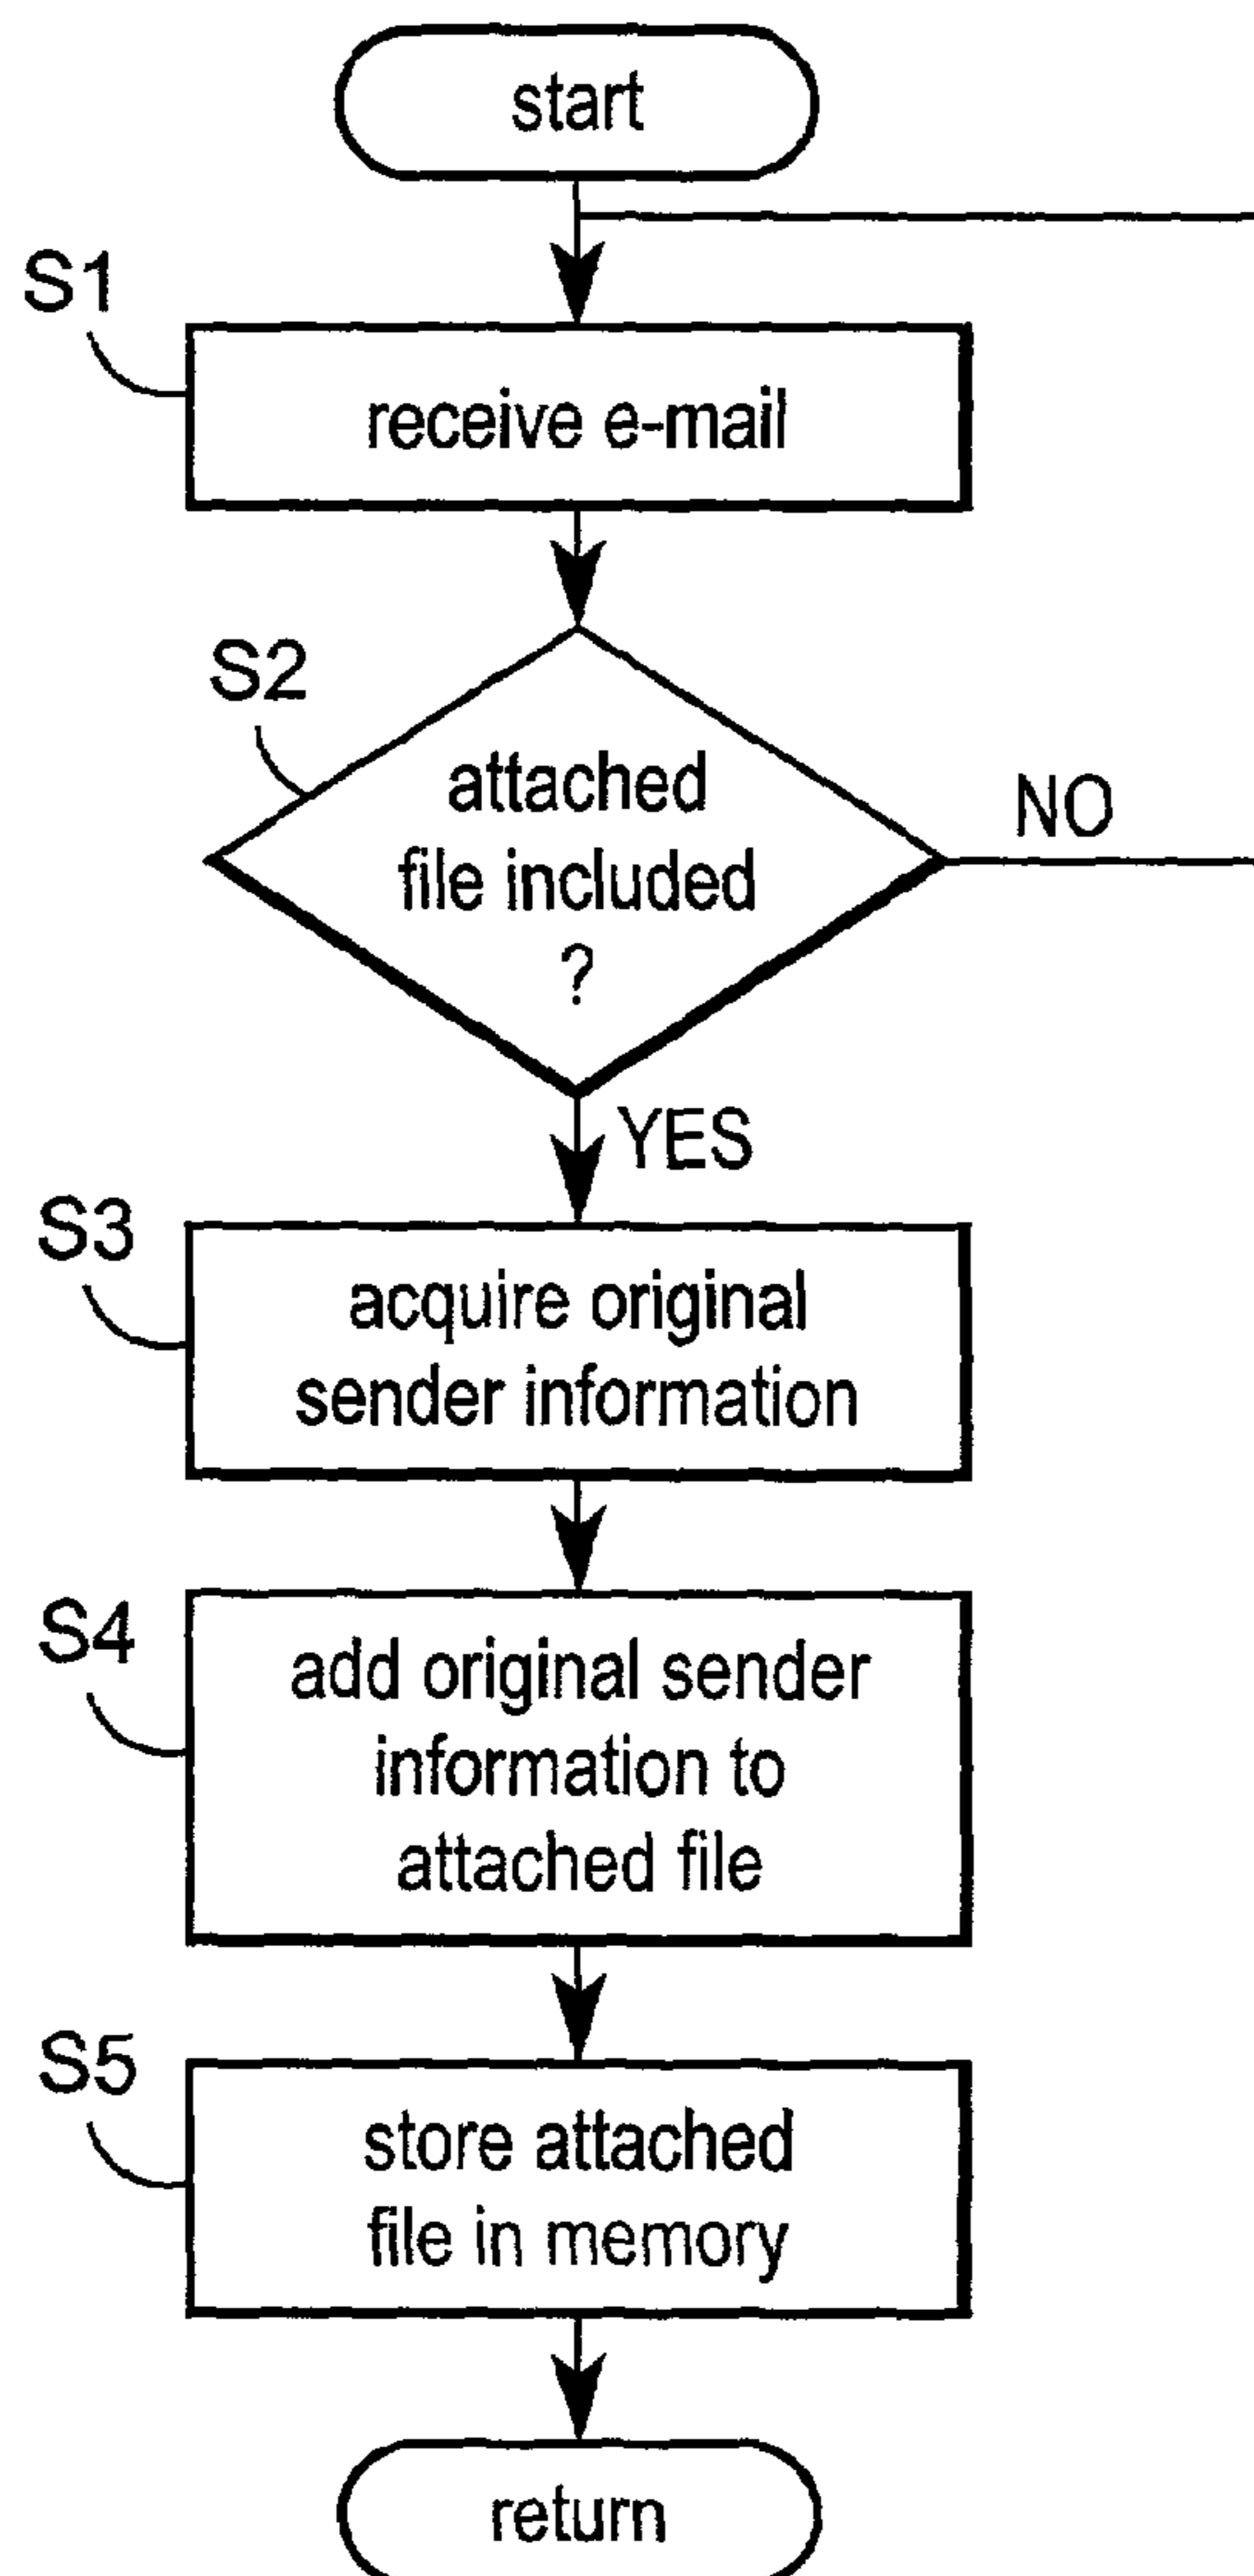 start
S1
receive e-mail
S2
attached
file included
?
NO
YES
S3
acquire original
sender information
S4
add original sender
information to
attached file
S5
store attached
file in memory
return